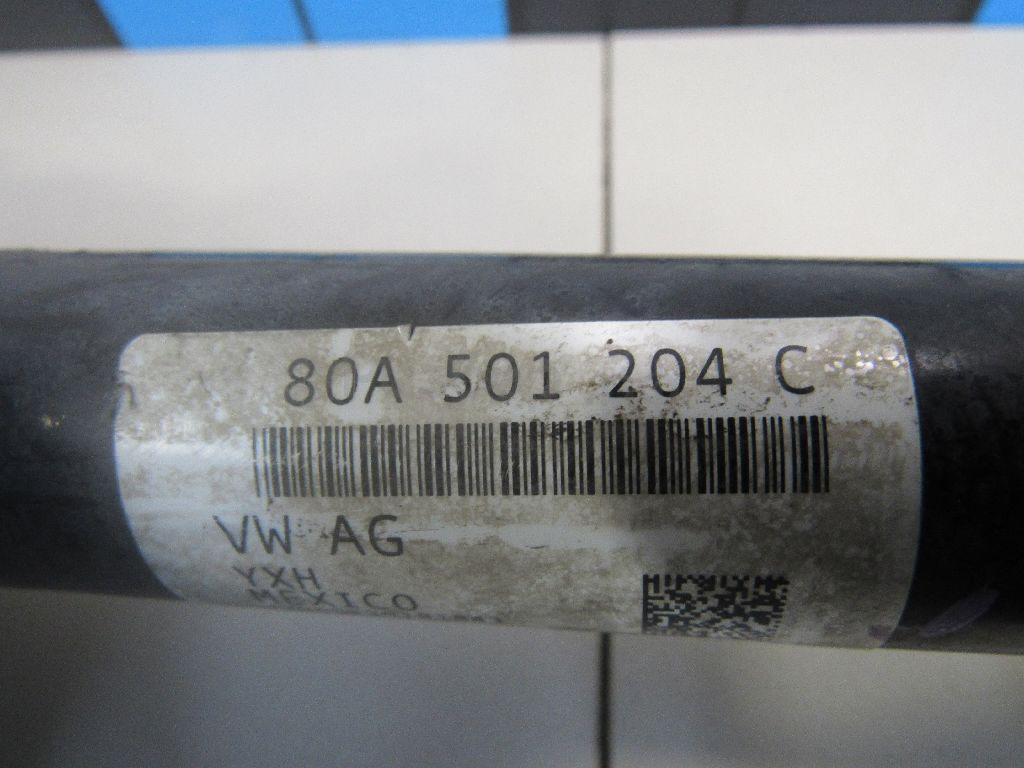 80A 501 204 C
VW AG
YXH
MEXICO